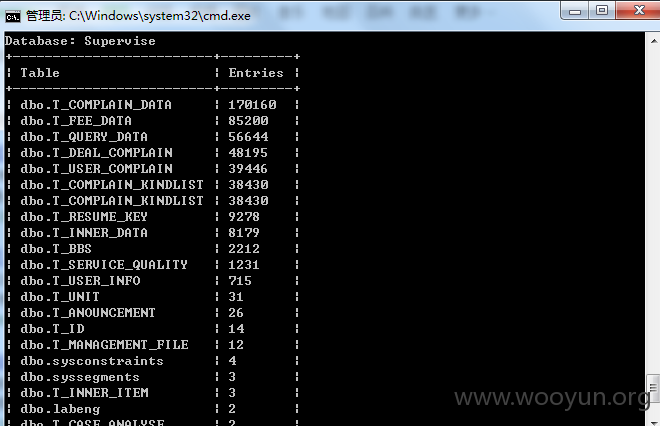 管理员: C:\Windows\system32\cmd.exe
Database: Supervise
Table | Entries
dbo.T_COMPLAIN_DATA | 170160
dbo.T_FEE_DATA | 85200
dbo.T_QUERY_DATA | 56644
dbo.T_DEAL_COMPLAIN | 48195
dbo.T_USER_COMPLAIN | 39446
dbo.T_COMPLAIN_KINDLIST | 38430
dbo.T_COMPLAIN_KINDLIST | 38430
dbo.T_RESUME_KEY | 9278
dbo.T_INNER_DATA | 8179
dbo.T_BBS | 2212
dbo.T_SERVICE_QUALITY | 1231
dbo.T_USER_INFO | 715
dbo.T_UNIT | 31
dbo.T_ANOUNCEMENT | 26
dbo.T_ID | 14
dbo.T_MANAGEMENT_FILE | 12
dbo.sysconstraints | 4
dbo.syssegments | 3
dbo.T_INNER_ITEM | 3
dbo.labeng | 2
dbo.T_CASE_ANALYSE | 2
www.wooyun.org